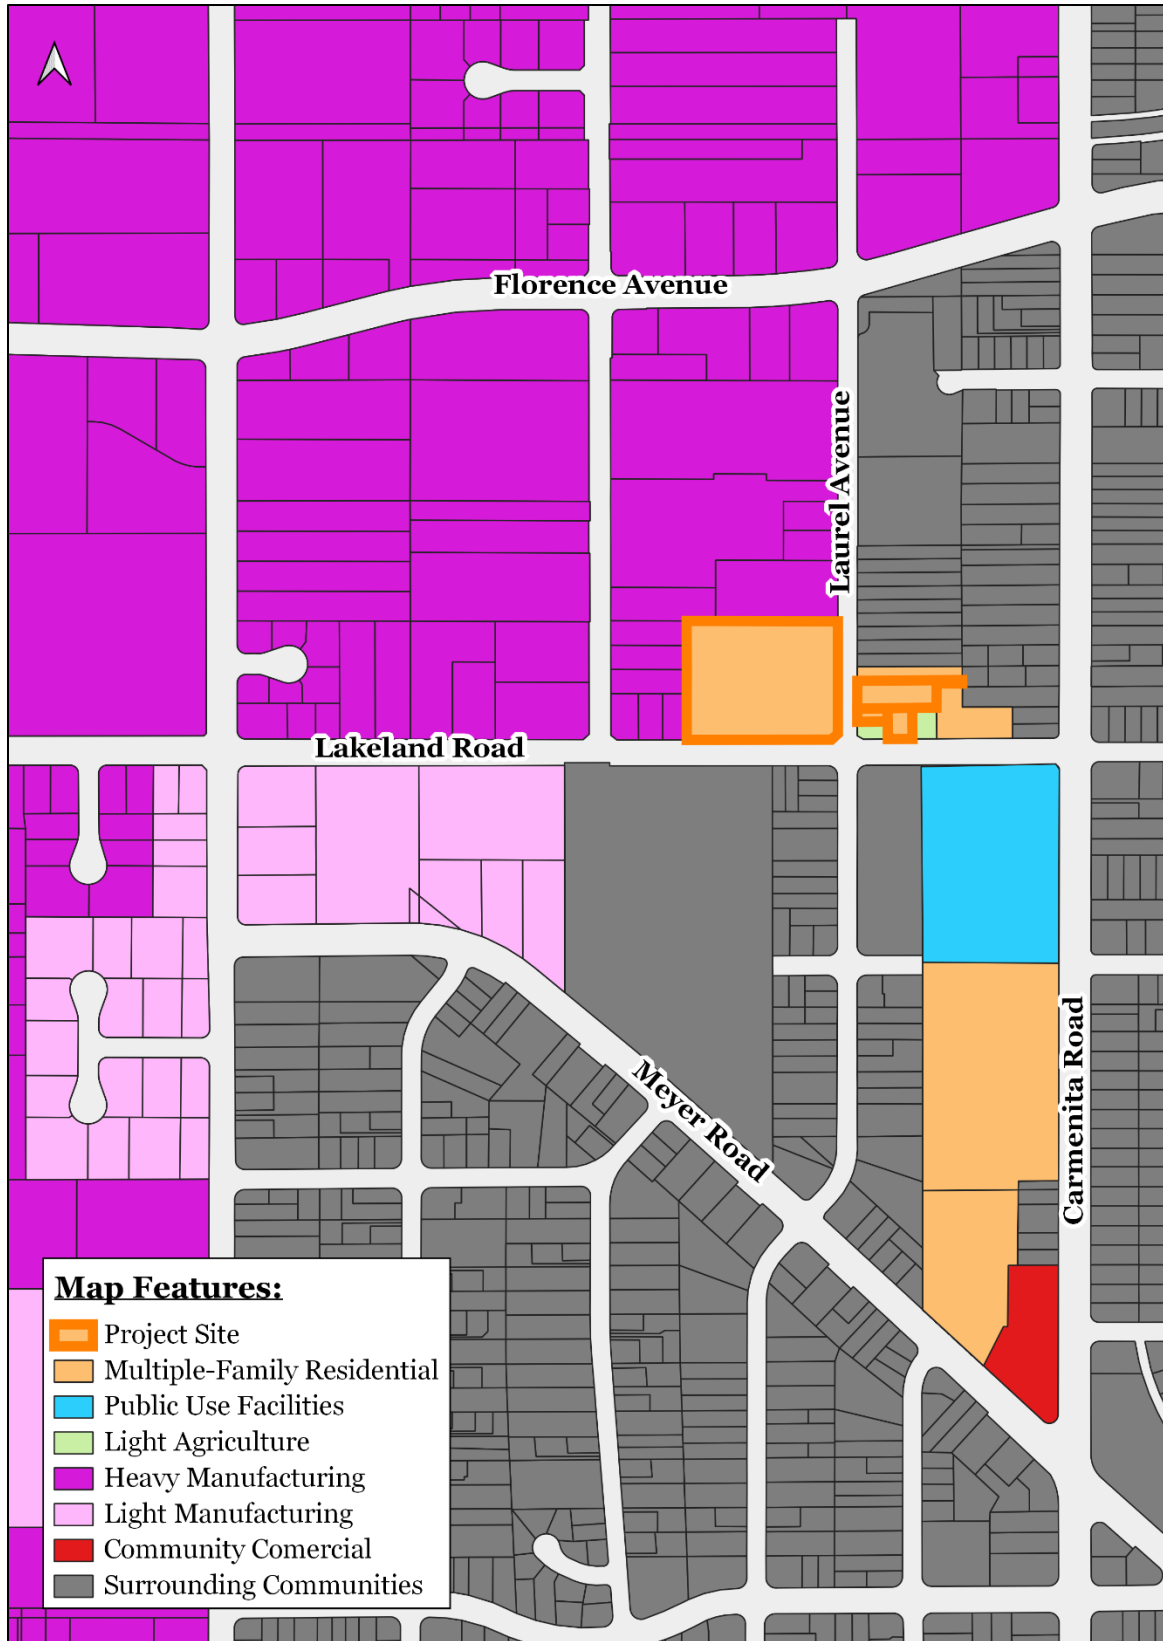 Florence Avenue
Laurel Avenue
Lakeland Road
Meyer Road
Carmenita Road
Map Features:
Project Site
Multiple-Family Residential
Public Use Facilities
Light Agriculture
Heavy Manufacturing
Light Manufacturing
Community Comercial
Surrounding Communities